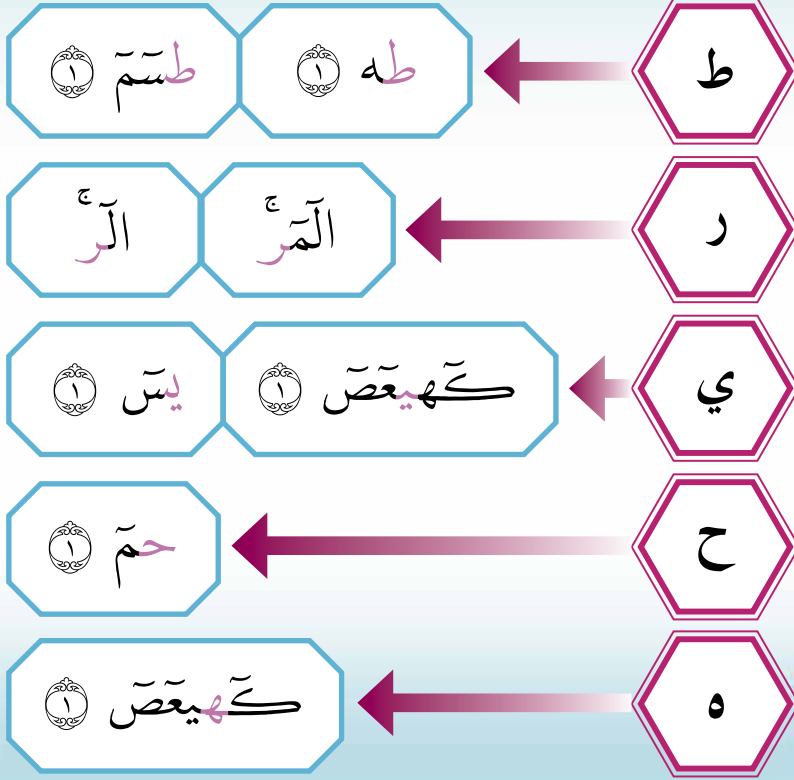 ط طه ١ طسٓمٓ ١
ر الٓمٓرۚ الٓرۚ
ي كٓهيعٓصٓ ١ يسٓ ١
ح حمٓ ١
ه كٓهيعٓصٓ ١